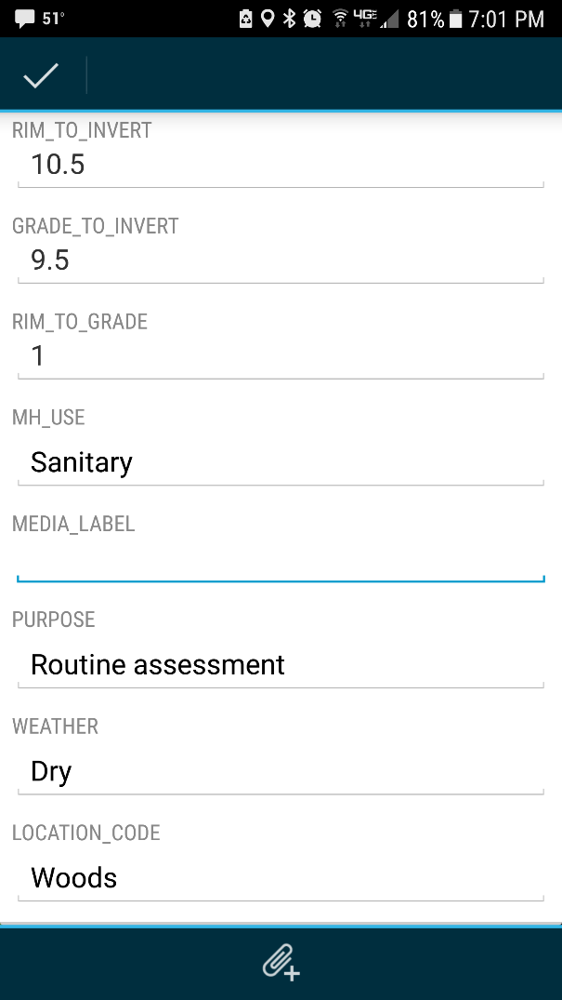 51°
4GE 81% 7:01 PM
RIM_TO_INVERT
10.5
GRADE_TO_INVERT
9.5
RIM_TO_GRADE
1
MH_USE
Sanitary
MEDIA_LABEL
PURPOSE
Routine assessment
WEATHER
Dry
LOCATION_CODE
Woods